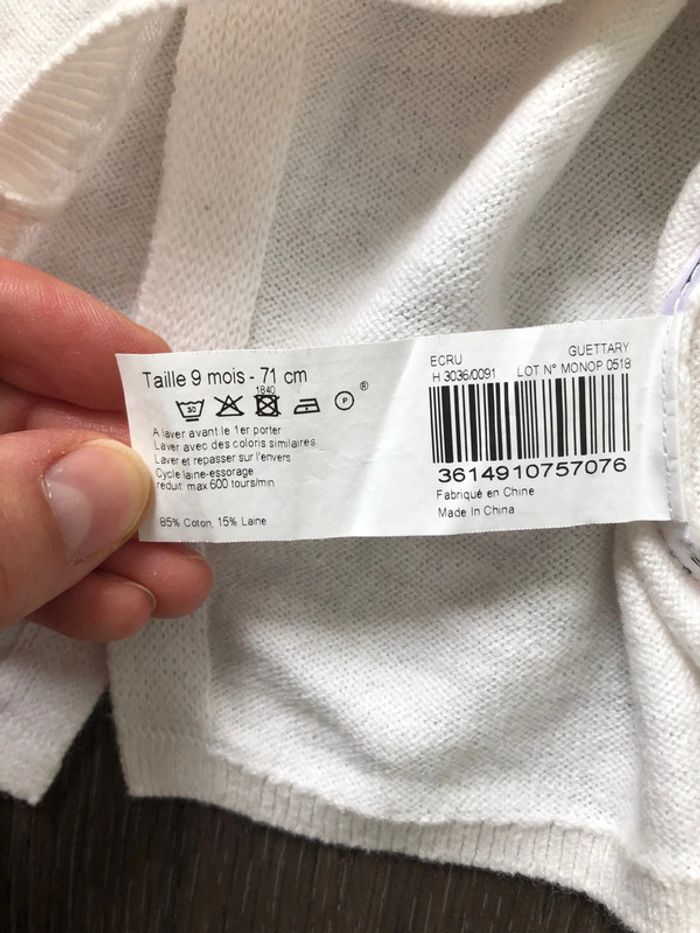 Taille 9 mois - 71 cm
1840
30
P
®
A laver avant le 1er porter
Laver avec des coloris similaires
Laver et repasser sur l'envers
Cycle laine-essorage
reduit max 600 tours/min
85% Coton, 15% Laine
ECRU GUETTARY
H 3036/0091 LOT N° MONOP 0518
3614910757076
Fabriqué en Chine
Made In China